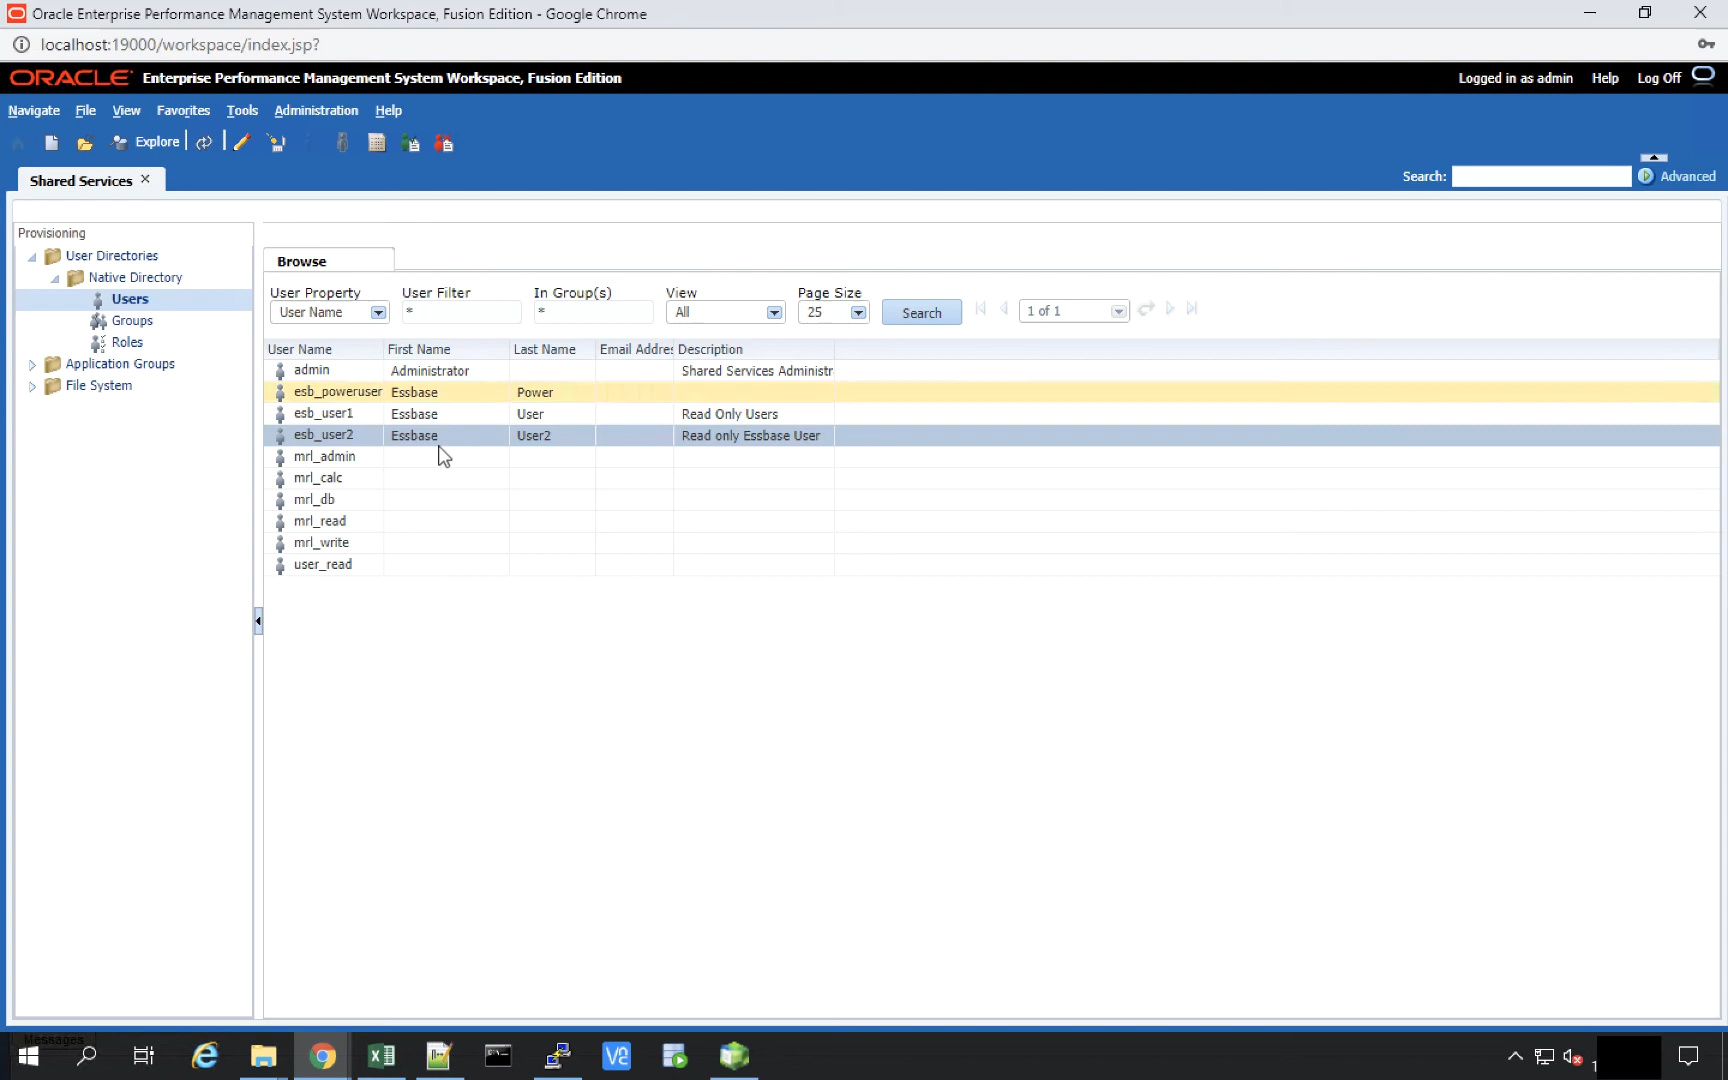 Oracle Enterprise Performance Management System Workspace, Fusion Edition - Google Chrome
localhost:19000/workspace/index.jsp?
ORACLE Enterprise Performance Management System Workspace, Fusion Edition
Logged in as admin Help Log Off
Navigate File View Favorites Tools Administration Help
Explore
Shared Services
Search: Advanced
Provisioning
User Directories
Native Directory
Users
Groups
Roles
Application Groups
File System
Browse
User Property User Filter In Group(s) View Page Size
User Name * * All 25 Search 1 of 1
User Name First Name Last Name Email Addres Description
admin Administrator Shared Services Administr
esb_poweruser Essbase Power
esb_user1 Essbase User Read Only Users
esb_user2 Essbase User2 Read only Essbase User
mrl_admin
mrl_calc
mrl_db
mrl_read
mrl_write
user_read
Messages